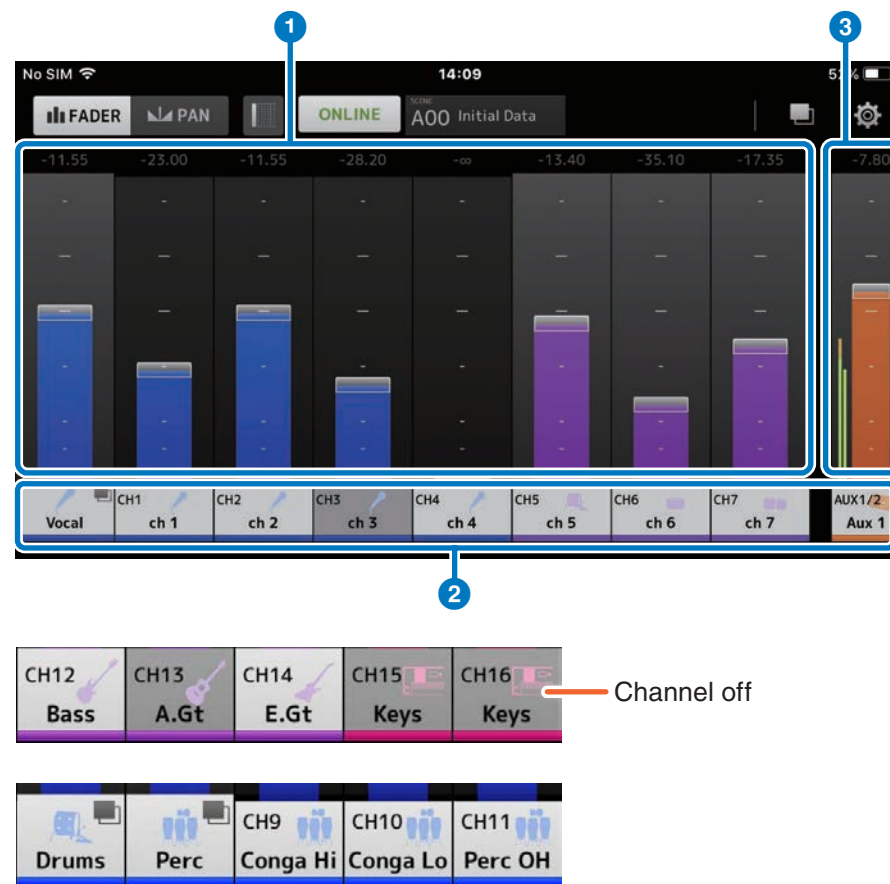 1 3
No SIM 14:09
FADER PAN ONLINE SCENE A00 Initial Data
-11.55 -23.00 -11.55 -28.20 -∞ -13.40 -35.10 -17.35 -7.80
CH1 CH2 CH3 CH4 CH5 CH6 CH7 AUX1/2
Vocal ch 1 ch 2 ch 3 ch 4 ch 5 ch 6 ch 7 Aux 1
2
CH12 CH13 CH14 CH15 CH16
Channel off
Bass A.Gt E.Gt Keys Keys
CH9 CH10 CH11
Drums Perc Conga Hi Conga Lo Perc OH